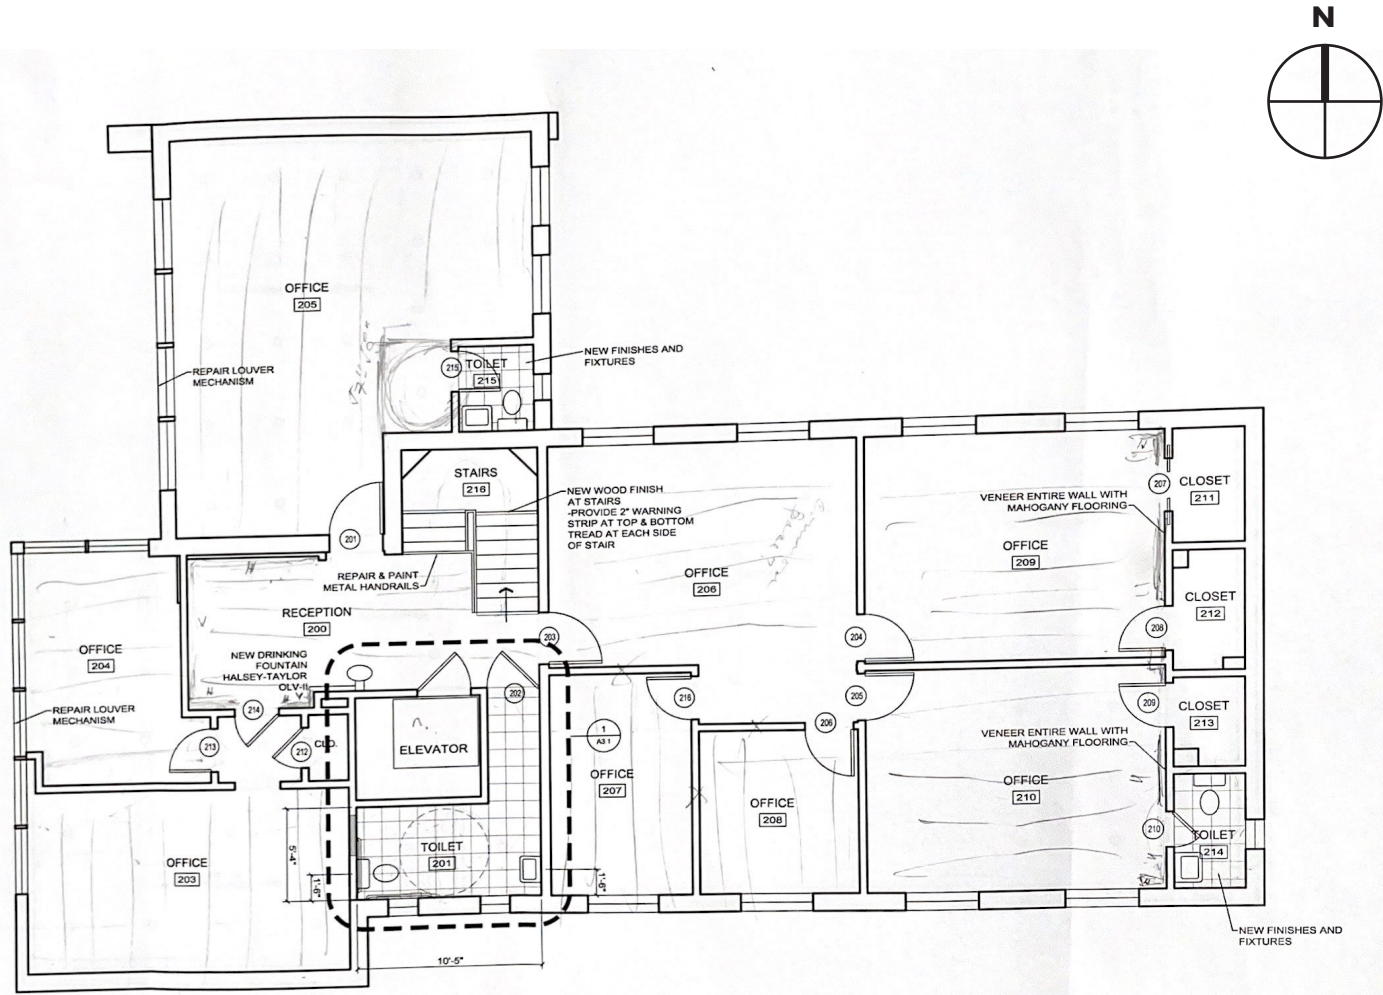 N
OFFICE
205
REPAIR LOUVER
MECHANISM
215
TOILET
215
NEW FINISHES AND
FIXTURES
STAIRS
216
NEW WOOD FINISH
AT STAIRS
-PROVIDE 2" WARNING
STRIP AT TOP & BOTTOM
TREAD AT EACH SIDE
OF STAIR
201
REPAIR & PAINT
METAL HANDRAILS
VENEER ENTIRE WALL WITH
MAHOGANY FLOORING
207
CLOSET
211
OFFICE
209
OFFICE
206
CLOSET
212
208
RECEPTION
200
203
204
OFFICE
204
NEW DRINKING
FOUNTAIN
HALSEY-TAYLOR
OLV-II
REPAIR LOUVER
MECHANISM
214
213
212
CLO.
202
ELEVATOR
216
205
206
209
CLOSET
213
1
A3 1
VENEER ENTIRE WALL WITH
MAHOGANY FLOORING
OFFICE
207
OFFICE
208
OFFICE
210
210
TOILET
214
OFFICE
203
5'-4"
1'-6"
TOILET
201
1'-6"
10'-5"
NEW FINISHES AND
FIXTURES